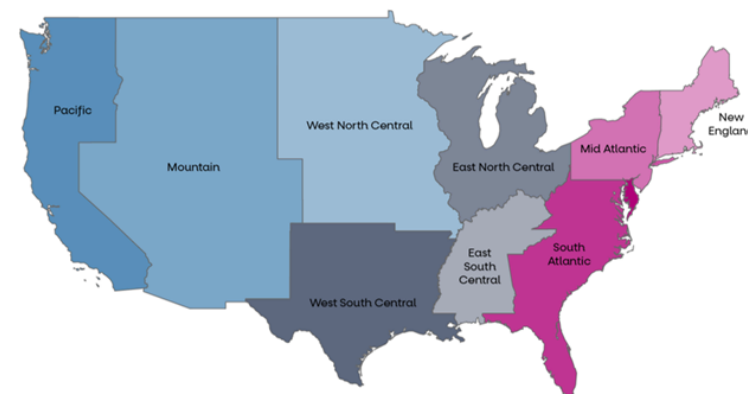 Pacific
Mountain
West North Central
East North Central
Mid Atlantic
New
Englan
West South Central
East
South
Central
South
Atlantic